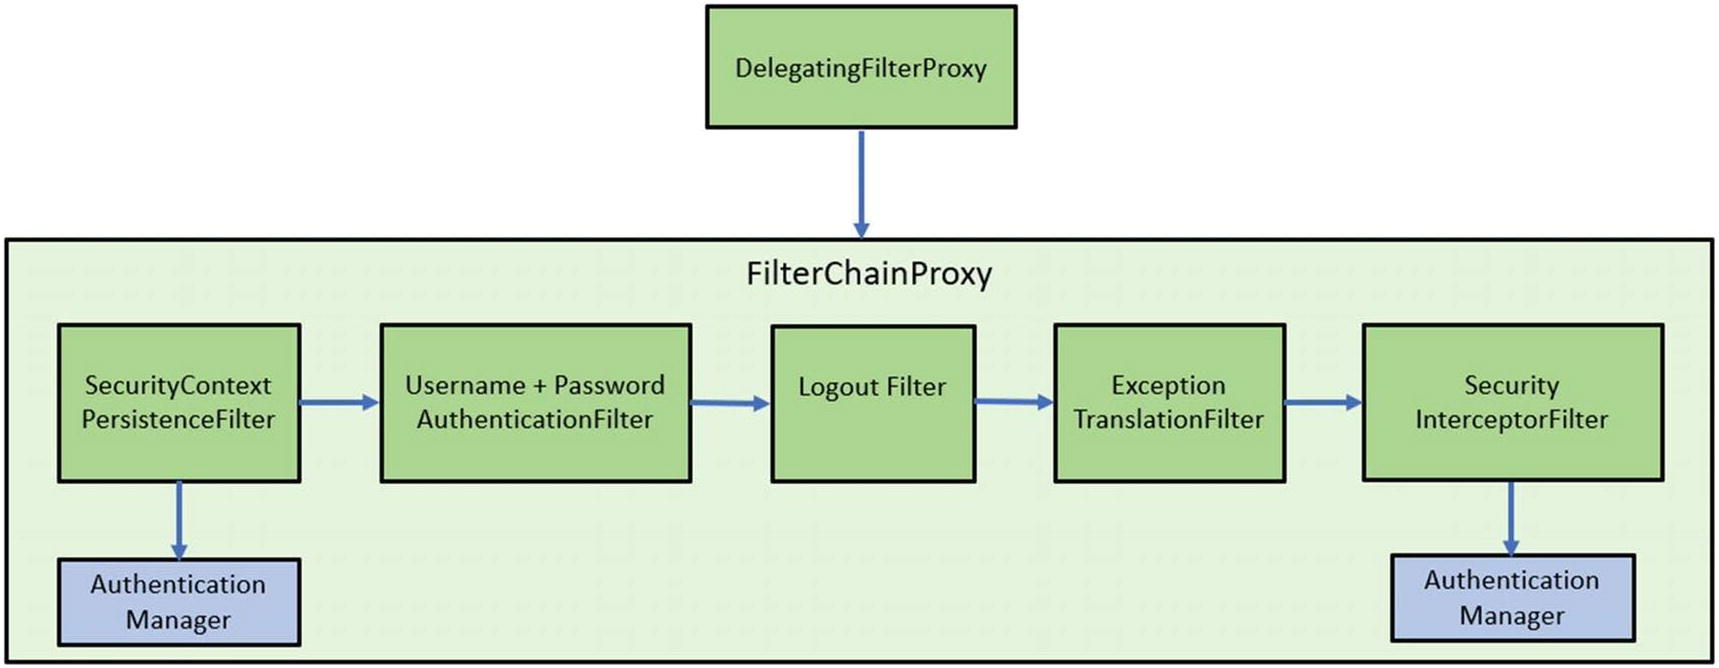 DelegatingFilterProxy
FilterChainProxy
SecurityContext
PersistenceFilter
Username + Password
AuthenticationFilter
Logout Filter
Exception
TranslationFilter
Security
InterceptorFilter
Authentication
Manager
Authentication
Manager